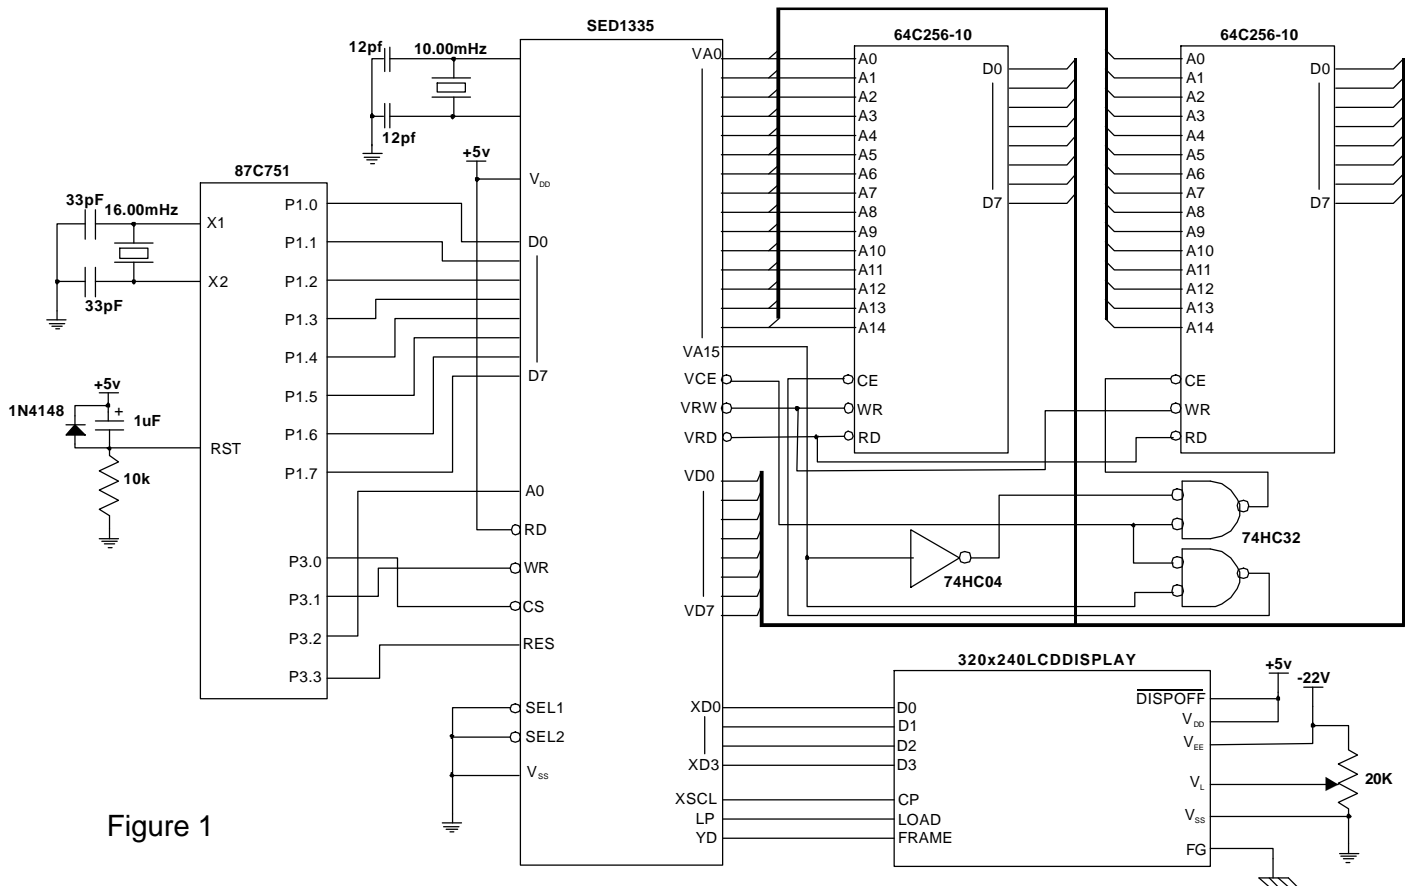 SED1335
12pf
10.00mHz
12pf
+5v
VDD
D0
D7
A0
RD
WR
CS
RES
SEL1
SEL2
VSS
VA0
VA15
VCE
VRW
VRD
VD0
VD7
XD0
XD3
XSCL
LP
YD
87C751
33pF
16.00mHz
33pF
X1
X2
+5v
1N4148
+
1uF
10k
RST
P1.0
P1.1
P1.2
P1.3
P1.4
P1.5
P1.6
P1.7
P3.0
P3.1
P3.2
P3.3
64C256-10
A0
A1
A2
A3
A4
A5
A6
A7
A8
A9
A10
A11
A12
A13
A14
CE
WR
RD
D0
D7
64C256-10
A0
A1
A2
A3
A4
A5
A6
A7
A8
A9
A10
A11
A12
A13
A14
CE
WR
RD
D0
D7
74HC04
74HC32
320x240LCDDISPLAY
D0
D1
D2
D3
CP
LOAD
FRAME
DISPOFF
VDD
VEE
VL
VSS
FG
+5v
-22V
20K
Figure 1